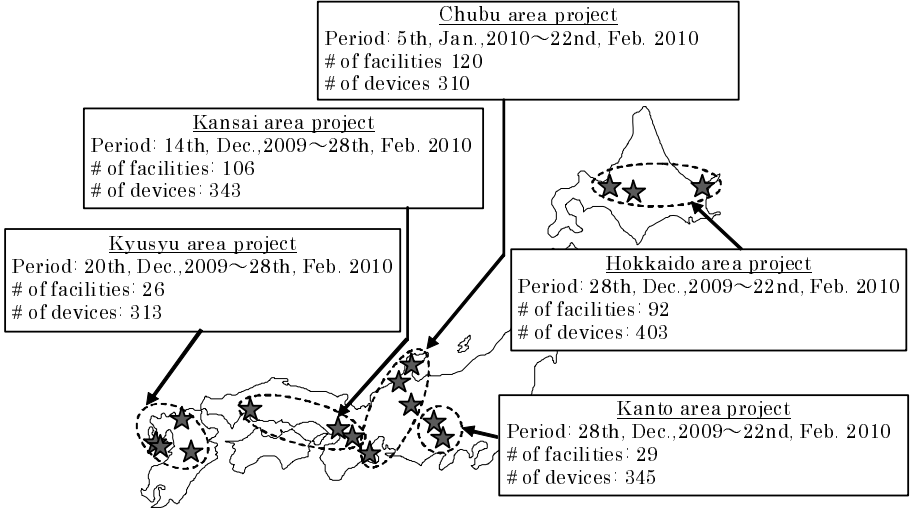 Chubu area project
Period: 5th, Jan.,2010～22nd, Feb. 2010
# of facilities 120
# of devices 310
Kansai area project
Period: 14th, Dec.,2009～28th, Feb. 2010
# of facilities: 106
# of devices: 343
Kyusyu area project
Period: 20th, Dec.,2009～28th, Feb. 2010
# of facilities: 26
# of devices: 313
Hokkaido area project
Period: 28th, Dec.,2009～22nd, Feb. 2010
# of facilities: 92
# of devices: 403
Kanto area project
Period: 28th, Dec.,2009～22nd, Feb. 2010
# of facilities: 29
# of devices: 345